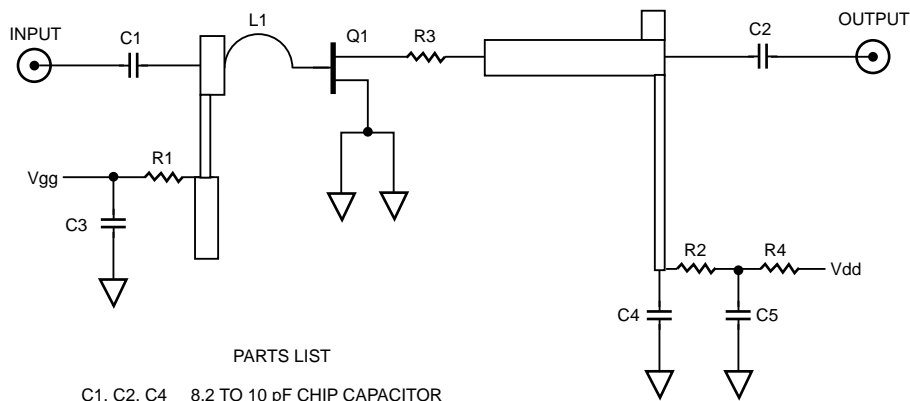 INPUT
C1
L1
Q1
R3
C2
OUTPUT
Vgg
R1
C3
R2
R4
Vdd
C4
C5
PARTS LIST
C1, C2, C4 8.2 TO 10 pF CHIP CAPACITOR